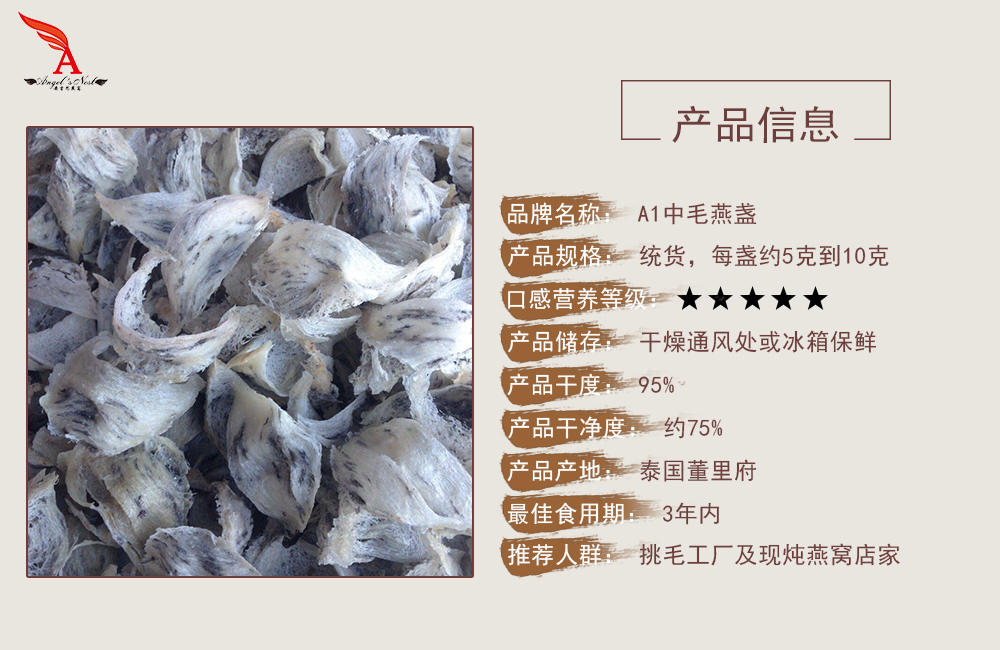 A
Angel's Nest
产品信息
品牌名称： A1中毛燕盏
产品规格： 统货，每盏约5克到10克
口感营养等级： ★★★★★
产品储存： 干燥通风处或冰箱保鲜
产品干度： 95%
产品干净度： 约75%
产品产地： 泰国董里府
最佳食用期： 3年内
推荐人群： 挑毛工厂及现炖燕窝店家